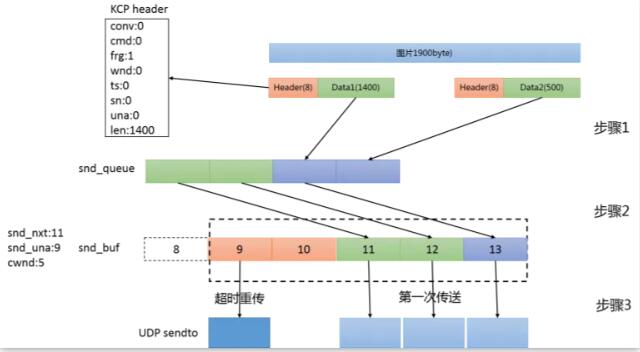 KCP header
conv:0
cmd:0
frg:1
wnd:0
ts:0
sn:0
una:0
len:1400
图片1900byte)
Header(8)
Data1(1400)
Header(8)
Data2(500)
步骤1
snd_queue
步骤2
snd_nxt:11
snd_una:9
cwnd:5
snd_buf
8
9
10
11
12
13
超时重传
第一次传送
步骤3
UDP sendto